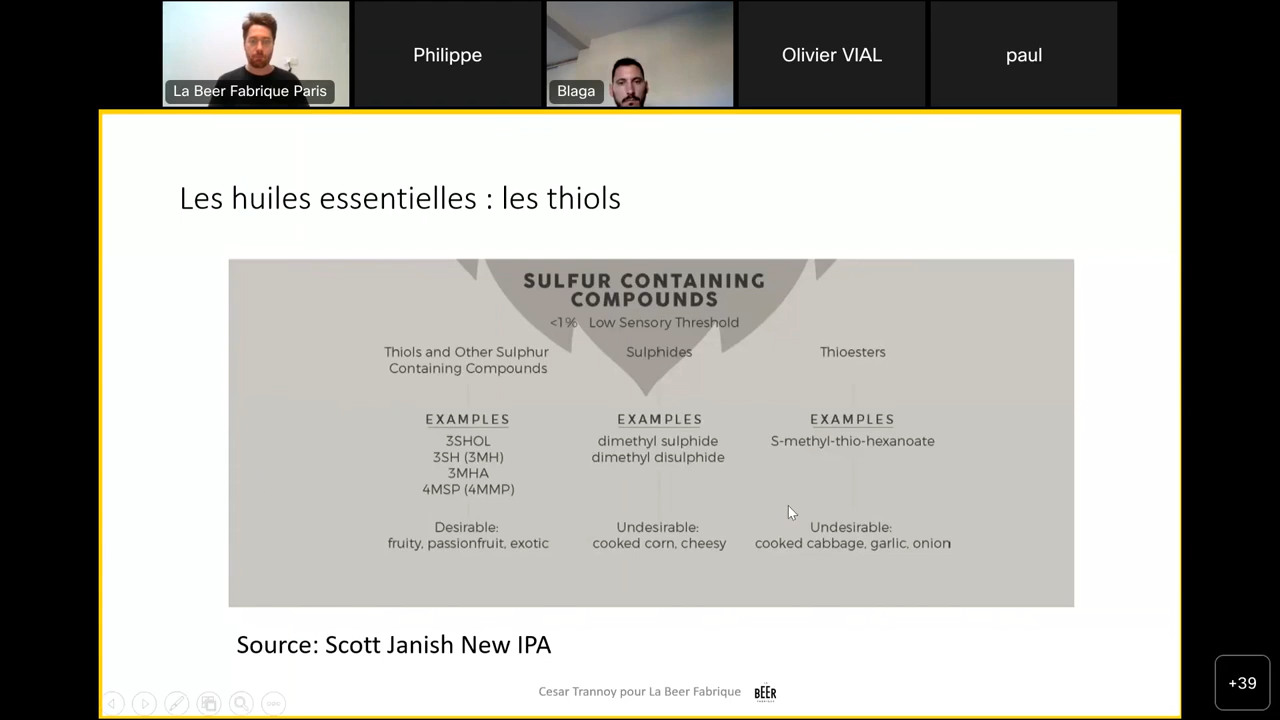 Philippe
Olivier VIAL
paul
La Beer Fabrique Paris
Blaga
Les huiles essentielles : les thiols
SULFUR CONTAINING
COMPOUNDS
<1% Low Sensory Threshold
Thiols and Other Sulphur
Containing Compounds
EXAMPLES
3SHOL
3SH (3MH)
3MHA
4MSP (4MMP)
Desirable:
fruity, passionfruit, exotic
Sulphides
EXAMPLES
dimethyl sulphide
dimethyl disulphide
Undesirable:
cooked corn, cheesy
Thioesters
EXAMPLES
S-methyl-thio-hexanoate
Undesirable:
cooked cabbage, garlic, onion
Source: Scott Janish New IPA
Cesar Trannoy pour La Beer Fabrique
BEER
+39